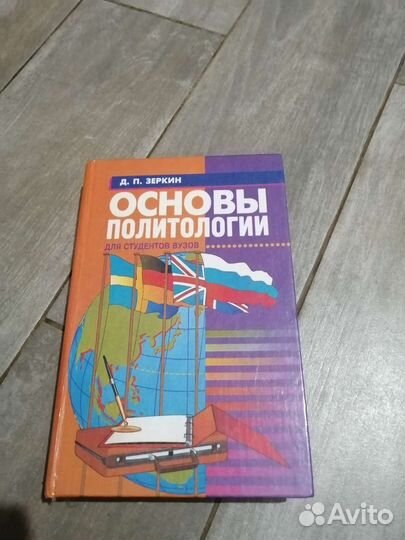 Д. П. ЗЕРКИН
ОСНОВЫ
ПОЛИТОЛОГИИ
ДЛЯ СТУДЕНТОВ ВУЗОВ
Avito